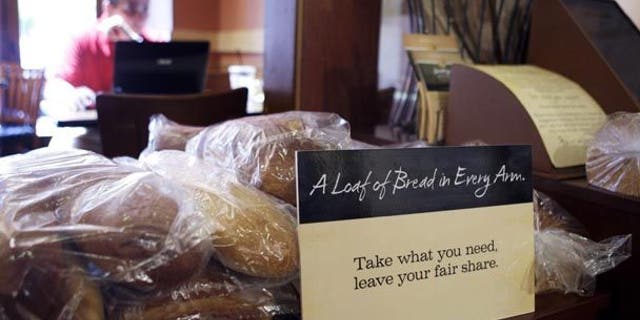 A Loaf of Bread in Every Arm.
Take what you need,
leave your fair share.